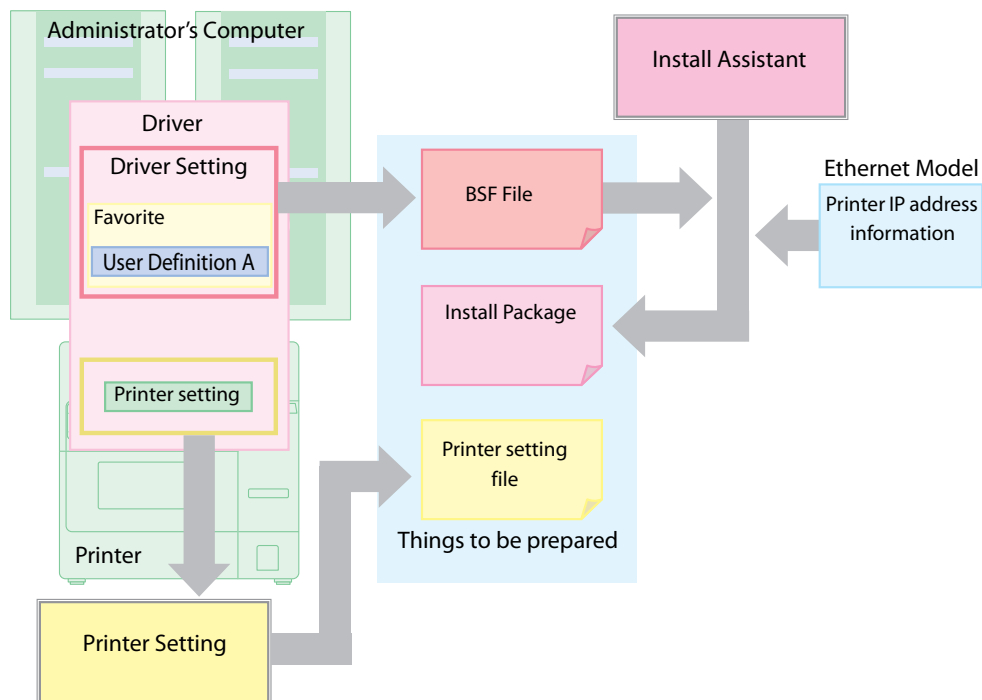 Administrator's Computer
Driver
Driver Setting
Favorite
User Definition A
Printer setting
Printer
Printer Setting
BSF File
Install Package
Printer setting
file
Things to be prepared
Install Assistant
Ethernet Model
Printer IP address
information